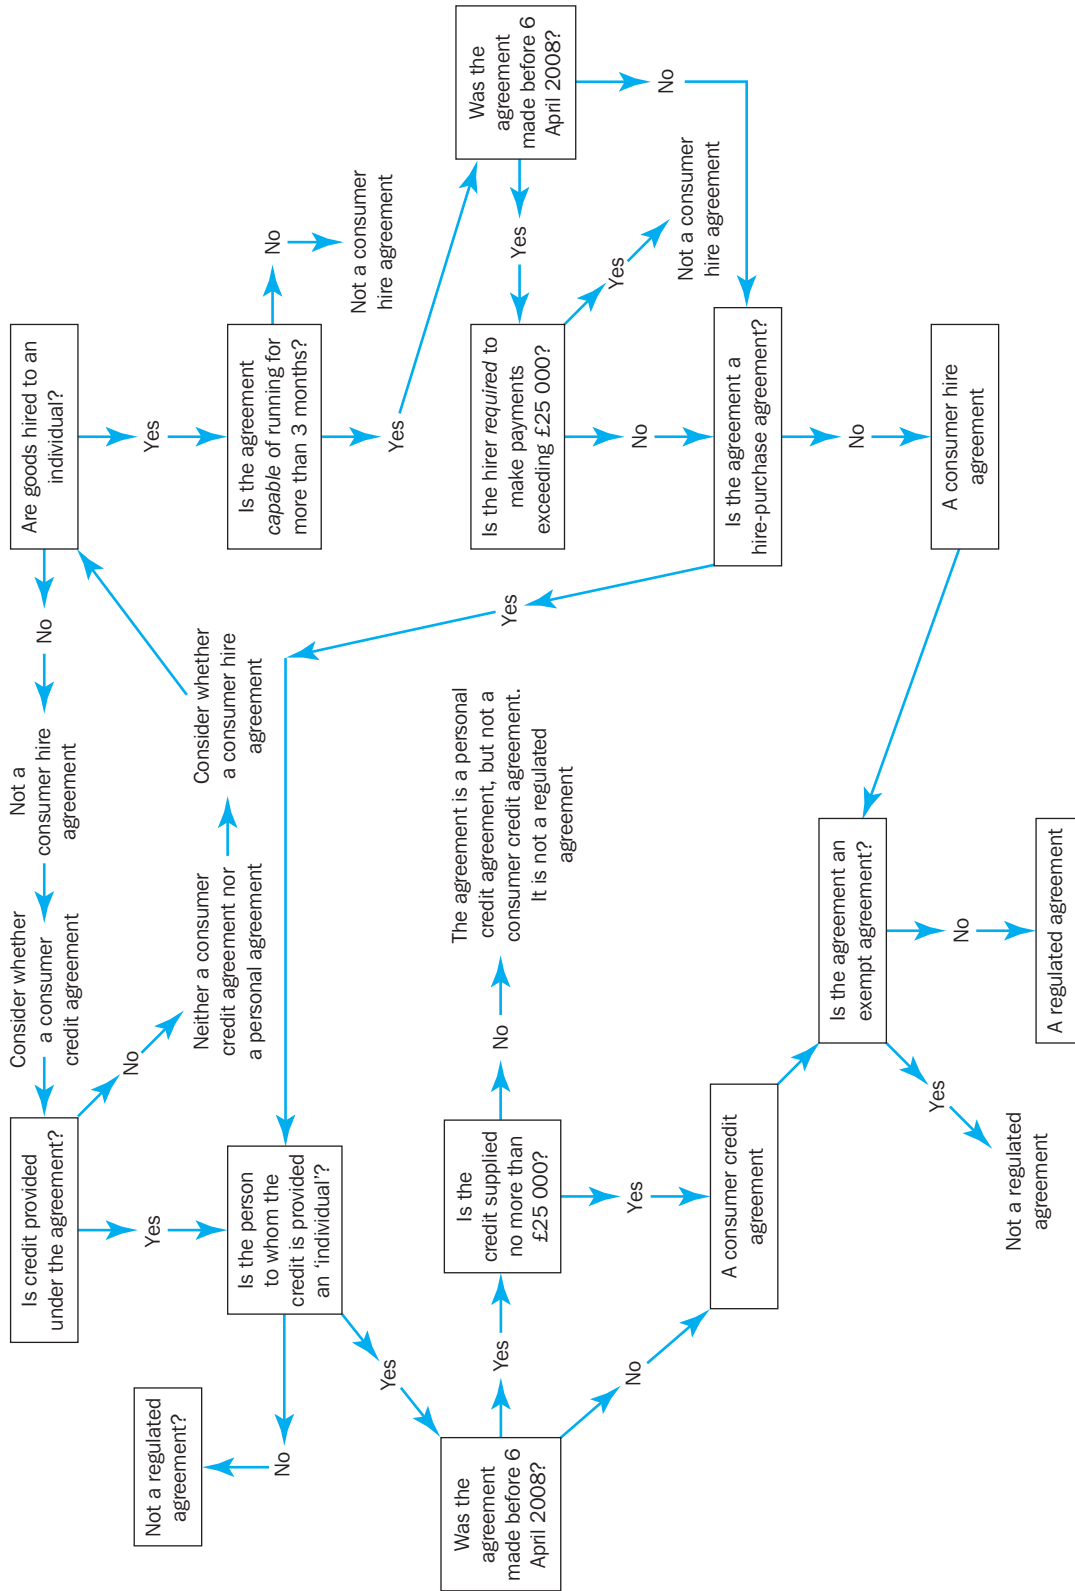 Is credit provided
under the agreement?
Yes
No
Consider whether
a consumer
credit agreement
Not a
consumer hire
agreement
No
Are goods hired to an
individual?
Yes
Not a regulated
agreement?
No
Is the person
to whom the
credit is provided
an ‘individual’?
Yes
Neither a consumer
credit agreement nor
a personal agreement
Consider whether
a consumer hire
agreement
Is the agreement
capable of running for
more than 3 months?
No
Not a consumer
hire agreement
Yes
Was the
agreement
made before 6
April 2008?
Yes
No
Is the
credit supplied
no more than
£25 000?
No
Yes
The agreement is a personal
credit agreement, but not a
consumer credit agreement.
It is not a regulated
agreement
Yes
Is the hirer required to
make payments
exceeding £25 000?
Yes
No
Yes
Was the
agreement
made before 6
April 2008?
No
Not a consumer
hire agreement
A consumer credit
agreement
Is the agreement a
hire-purchase agreement?
No
Is the agreement an
exempt agreement?
Yes
No
A consumer hire
agreement
Not a regulated
agreement
A regulated agreement